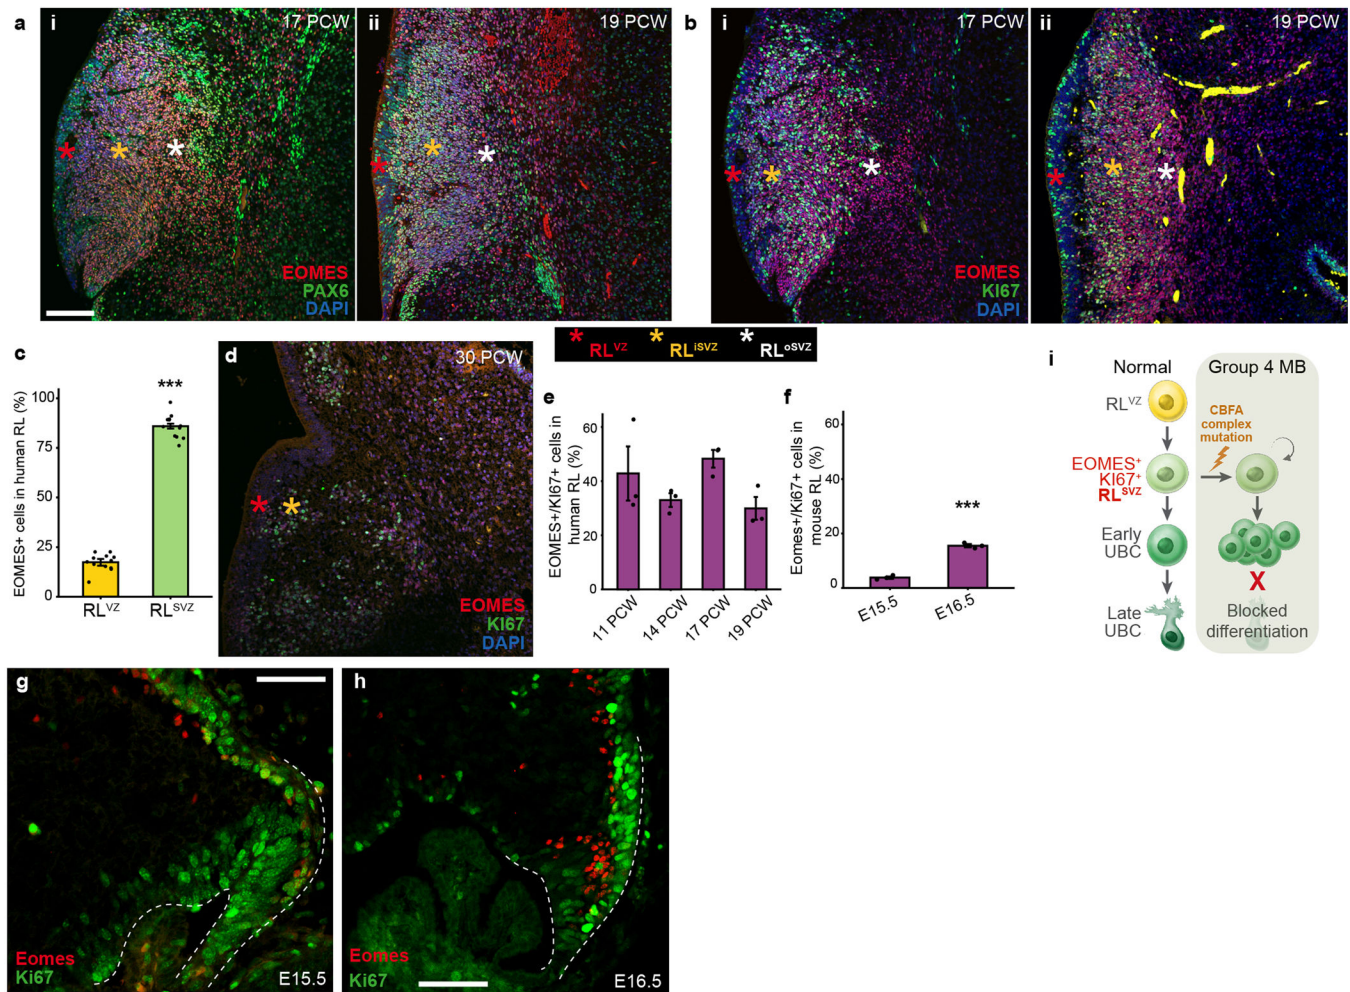 a
i
17 PCW
EOMES
PAX6
DAPI
ii
19 PCW
b
i
17 PCW
EOMES
KI67
DAPI
ii
19 PCW
* RLVZ * RLiSVZ * RLoSVZ
c
EOMES+ cells in human RL (%)
100
75
50
25
0
***
RLVZ
RLSVZ
d
30 PCW
EOMES
KI67
DAPI
e
EOMES+/KI67+ cells in
human RL (%)
60
40
20
0
11 PCW
14 PCW
17 PCW
19 PCW
f
Eomes+/Ki67+ cells in
mouse RL (%)
60
40
20
0
***
E15.5
E16.5
i
Normal
Group 4 MB
RLVZ
CBFA
complex
mutation
EOMES+
KI67+
RLSVZ
Early
UBC
X
Late
UBC
Blocked
differentiation
g
Eomes
Ki67
E15.5
h
Eomes
Ki67
E16.5